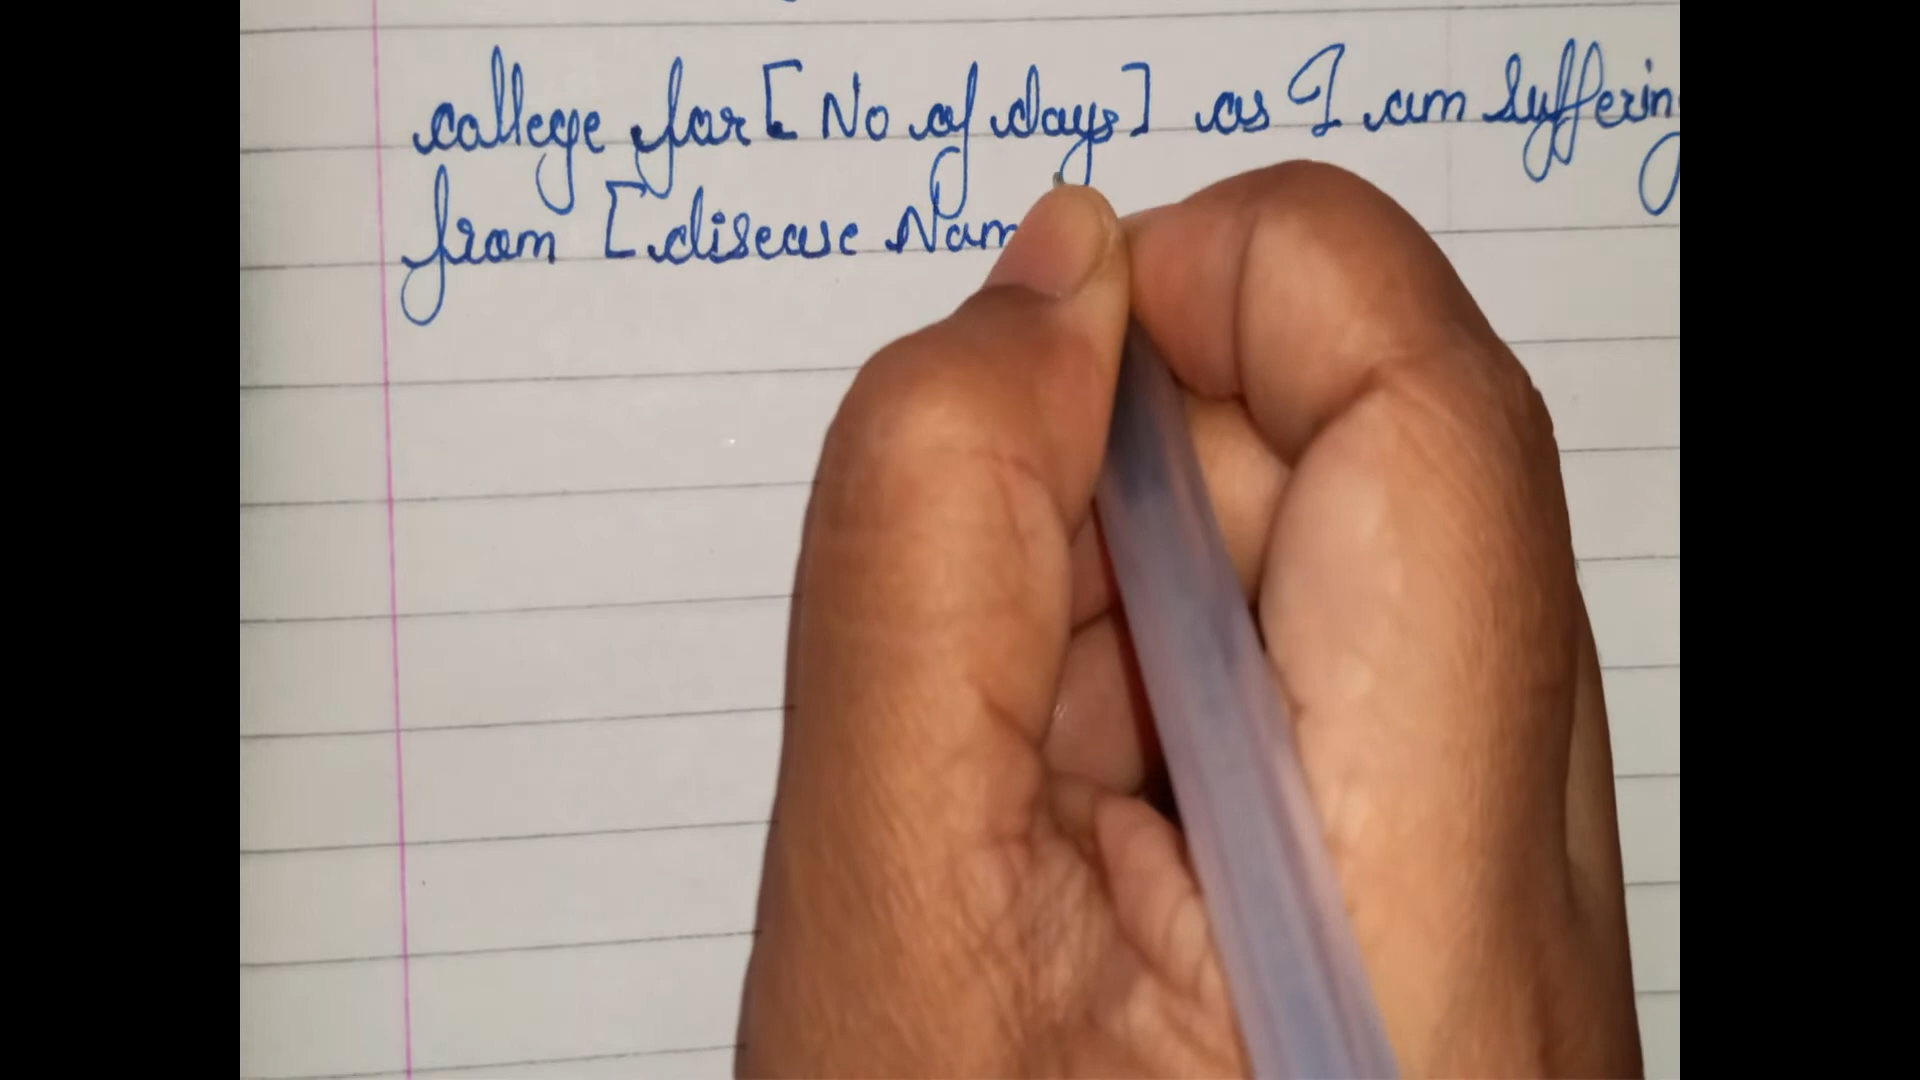 college for [ No of days ] as I am suffering
from [ disease Nam